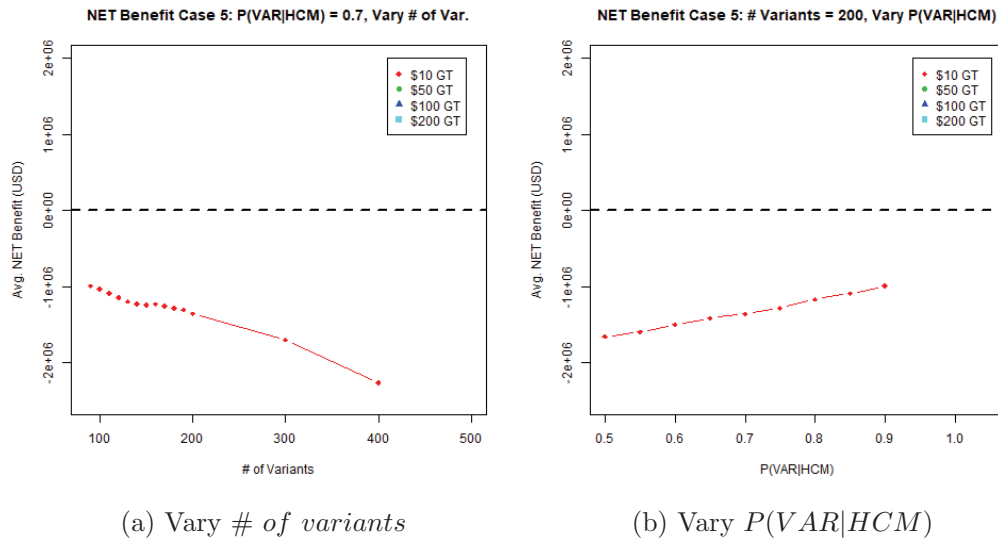 NET Benefit Case 5: P(VAR|HCM) = 0.7, Vary # of Var.
2e+06
1e+06
0e+00
-1e+06
-2e+06
Avg. NET Benefit (USD)
$10 GT
$50 GT
$100 GT
$200 GT
100 200 300 400 500
# of Variants
(a) Vary # of variants
NET Benefit Case 5: # Variants = 200, Vary P(VAR|HCM)
2e+06
1e+06
0e+00
-1e+06
-2e+06
Avg. NET Benefit (USD)
$10 GT
$50 GT
$100 GT
$200 GT
0.5 0.6 0.7 0.8 0.9 1.0
P(VAR|HCM)
(b) Vary P(VAR|HCM)